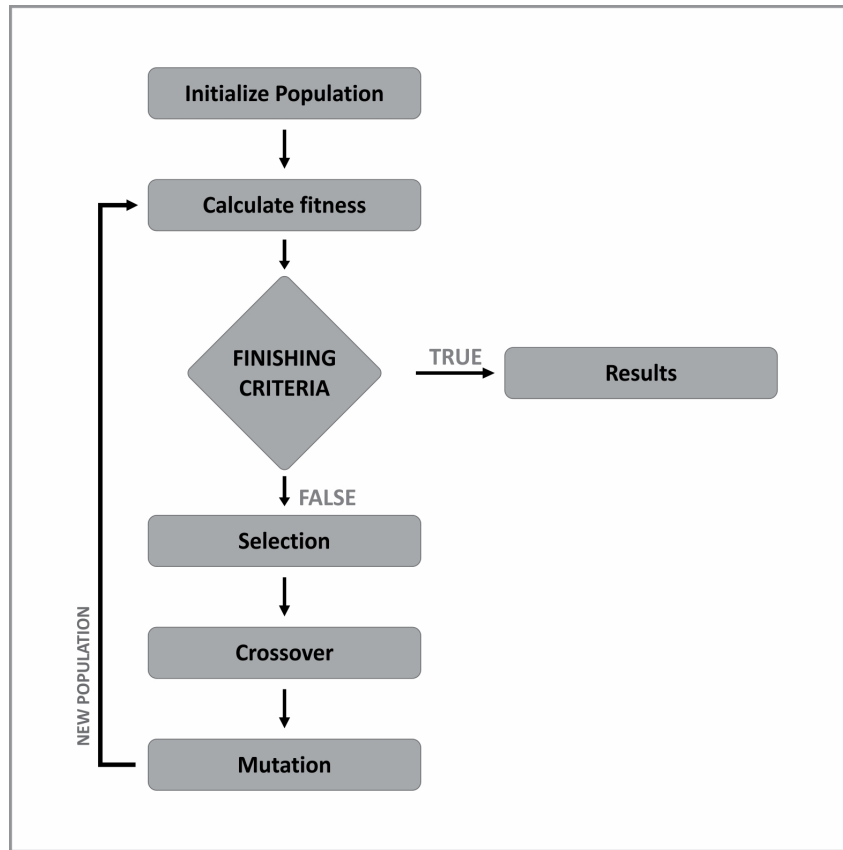 Initialize Population
Calculate fitness
FINISHING
CRITERIA
TRUE
Results
FALSE
Selection
Crossover
Mutation
NEW POPULATION